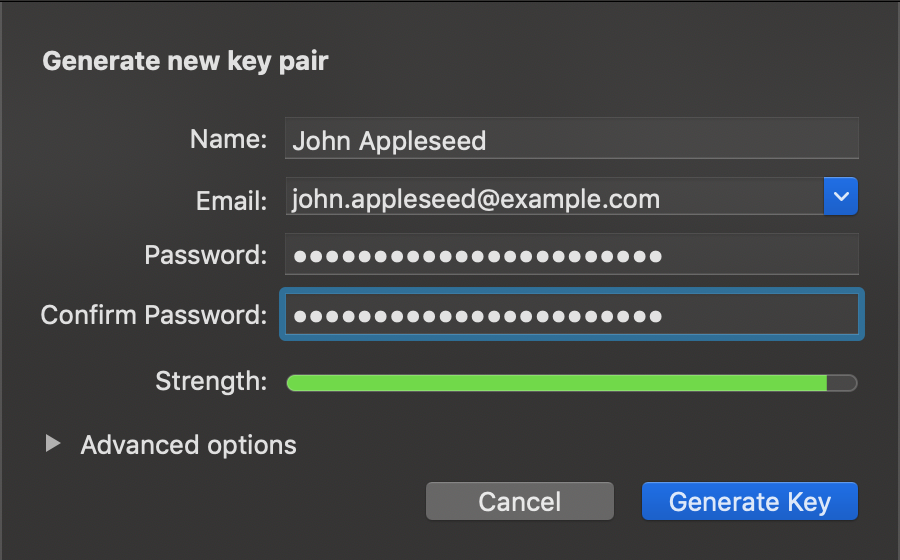 Generate new key pair
Name: John Appleseed
Email: john.appleseed@example.com
Password: ●●●●●●●●●●●●●●●●●●●●●●●
Confirm Password: ●●●●●●●●●●●●●●●●●●●●●●●
Strength:
Advanced options
Cancel Generate Key